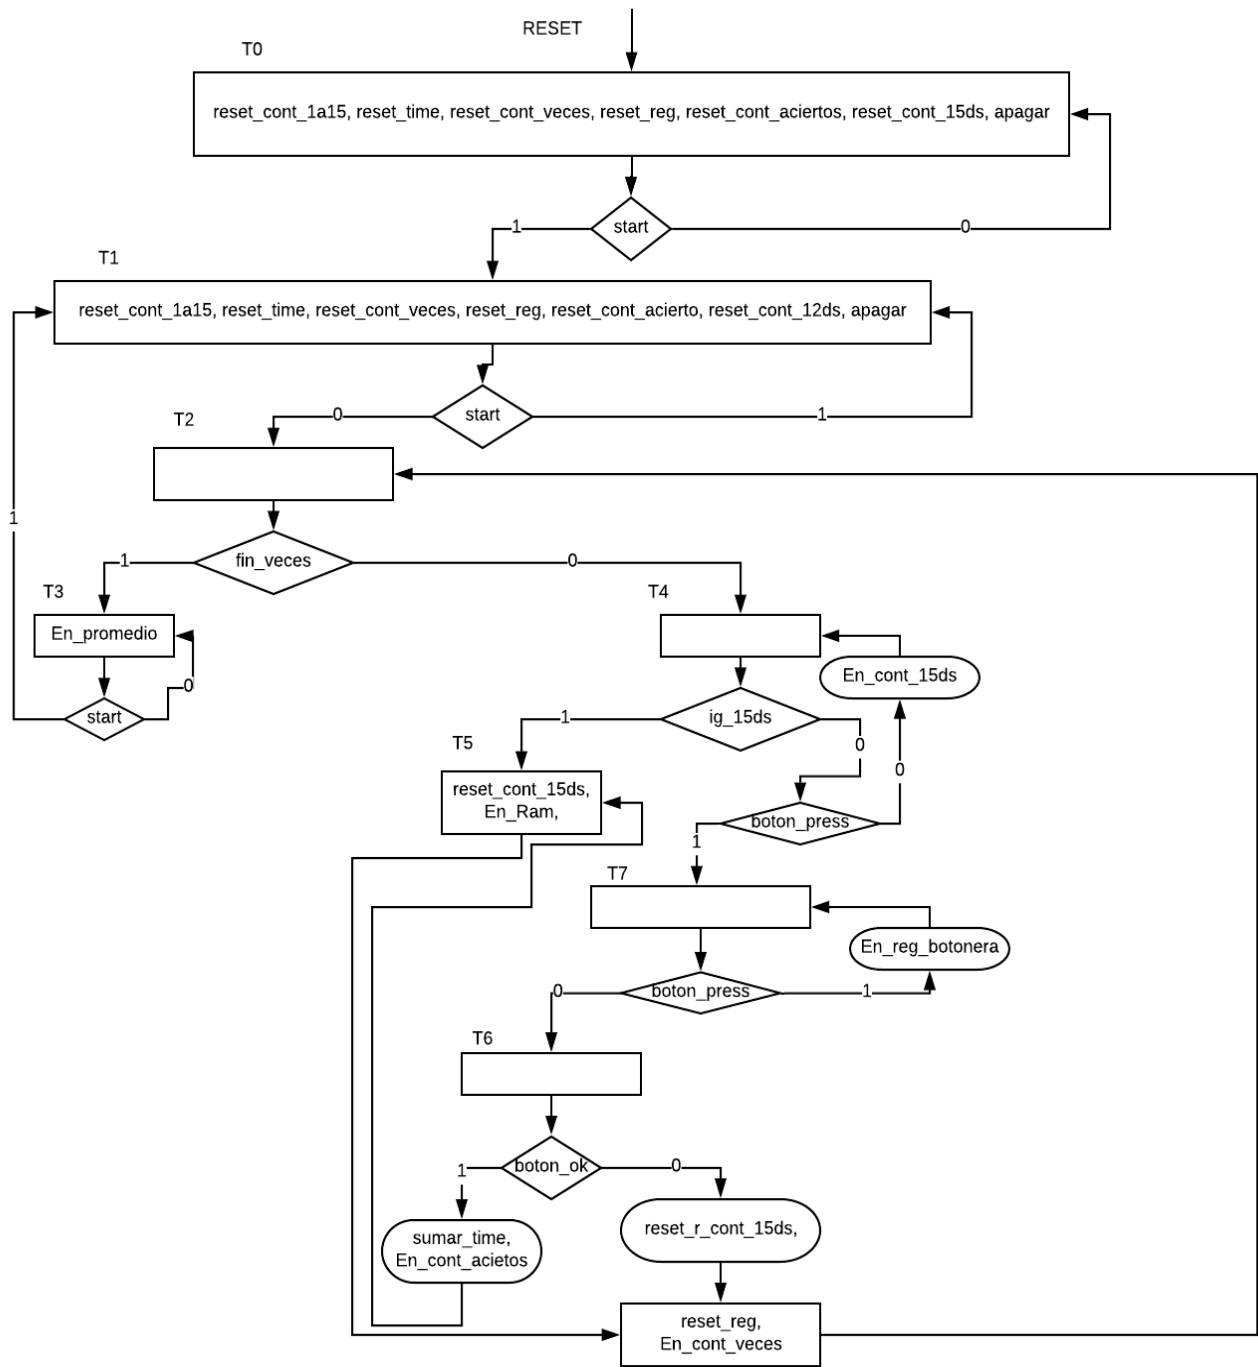 RESET
T0
reset_cont_1a15, reset_time, reset_cont_veces, reset_reg, reset_cont_aciertos, reset_cont_15ds, apagar
start
1
0
T1
reset_cont_1a15, reset_time, reset_cont_veces, reset_reg, reset_cont_acierto, reset_cont_12ds, apagar
start
0
1
T2
1
fin_veces
1
0
T3
T4
En_promedio
En_cont_15ds
0
start
ig_15ds
1
0
T5
0
reset_cont_15ds,
En_Ram,
boton_press
1
T7
En_reg_botonera
boton_press
0
1
T6
boton_ok
1
0
sumar_time,
En_cont_acietos
reset_r_cont_15ds,
reset_reg,
En_cont_veces